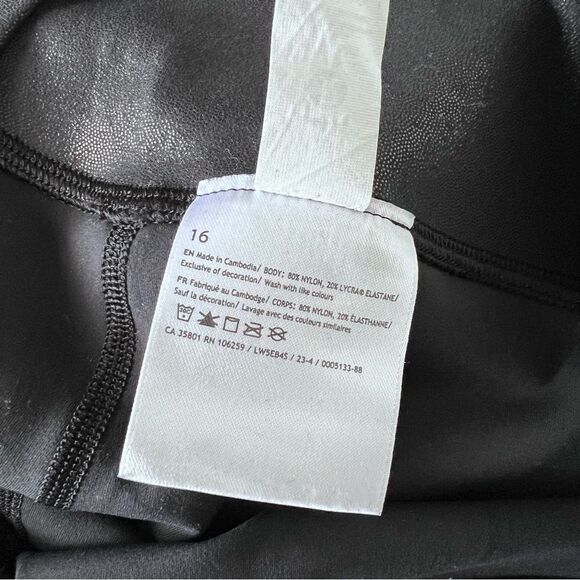 16
EN Made in Cambodia/ BODY: 80% NYLON, 20% LYCRA® ELASTANE/
Exclusive of decoration/ Wash with like colours
FR Fabriqué au Cambodge/ CORPS: 80% NYLON, 20% ÉLASTHANNE/
Sauf la décoration/ Lavage avec des couleurs similaires
CA 35801 RN 106259 / LW5EB4S / 23-4 / 0005133-88